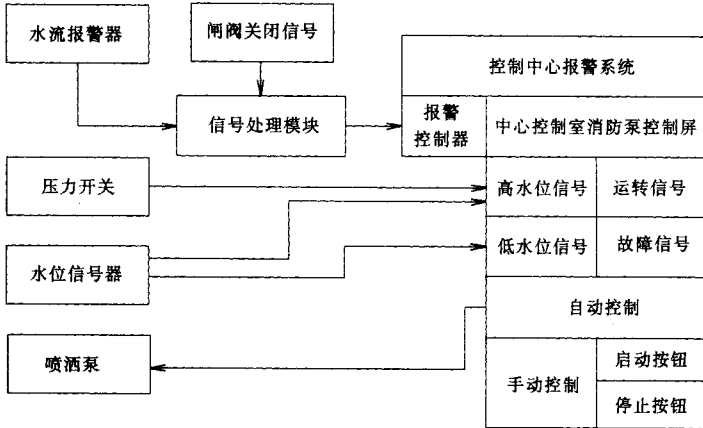 水流报警器
闸阀关闭信号
控制中心报警系统
信号处理模块
报警
控制器
中心控制室消防泵控制屏
压力开关
高水位信号
运转信号
水位信号器
低水位信号
故障信号
自动控制
喷洒泵
手动控制
启动按钮
停止按钮